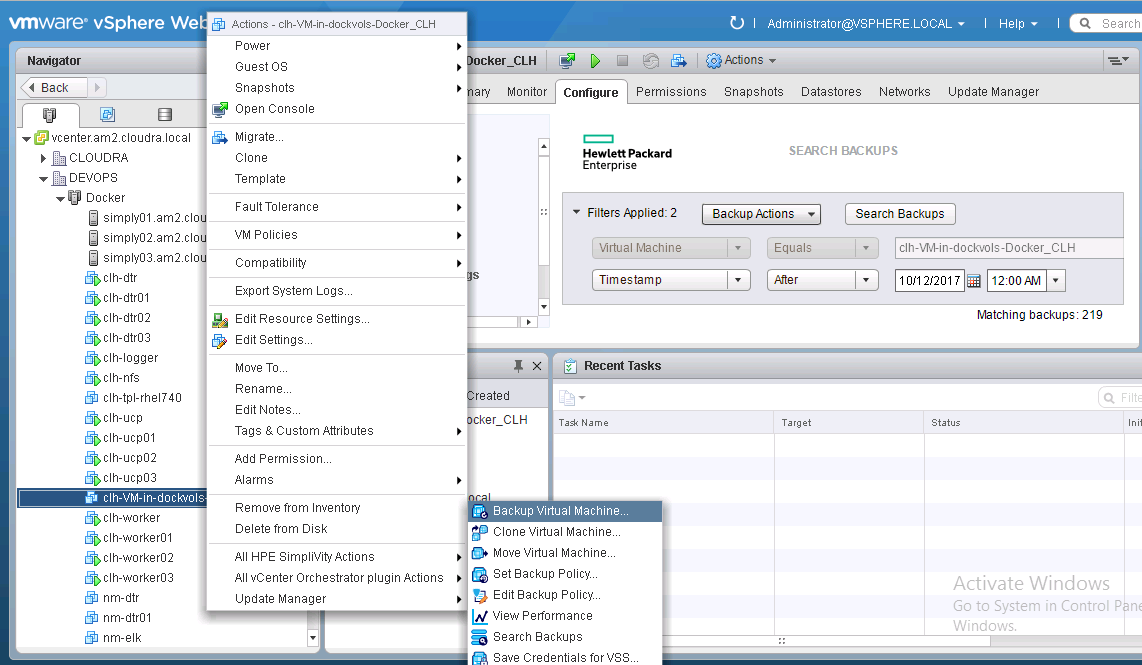 vmware® vSphere Web
Administrator@VSPHERE.LOCAL
Help
Search
Navigator
Back
vcenter.am2.cloudra.local
CLOUDRA
DEVOPS
Docker
simply01.am2.clou
simply02.am2.clou
simply03.am2.clou
clh-dtr
clh-dtr01
clh-dtr02
clh-dtr03
clh-logger
clh-nfs
clh-tpl-rhel740
clh-ucp
clh-ucp01
clh-ucp02
clh-ucp03
clh-VM-in-dockvols-
clh-worker
clh-worker01
clh-worker02
clh-worker03
nm-dtr
nm-dtr01
nm-elk
Actions - clh-VM-in-dockvols-Docker_CLH
Power
Guest OS
Snapshots
Open Console
Migrate...
Clone
Template
Fault Tolerance
VM Policies
Compatibility
Export System Logs...
Edit Resource Settings...
Edit Settings...
Move To...
Rename...
Edit Notes...
Tags & Custom Attributes
Add Permission...
Alarms
Remove from Inventory
Delete from Disk
All HPE SimpliVity Actions
All vCenter Orchestrator plugin Actions
Update Manager
Backup Virtual Machine...
Clone Virtual Machine...
Move Virtual Machine...
Set Backup Policy...
Edit Backup Policy...
View Performance
Search Backups
Save Credentials for VSS...
Docker_CLH
Actions
mary
Monitor
Configure
Permissions
Snapshots
Datastores
Networks
Update Manager
gs
Hewlett Packard
Enterprise
SEARCH BACKUPS
Filters Applied: 2
Backup Actions
Search Backups
Virtual Machine
Equals
clh-VM-in-dockvols-Docker_CLH
Timestamp
After
10/12/2017
12:00 AM
Matching backups: 219
Created
ocker_CLH
ocal
Recent Tasks
Filte
Task Name
Target
Status
Init
Activate Windows
Go to System in Control Pane
Windows.